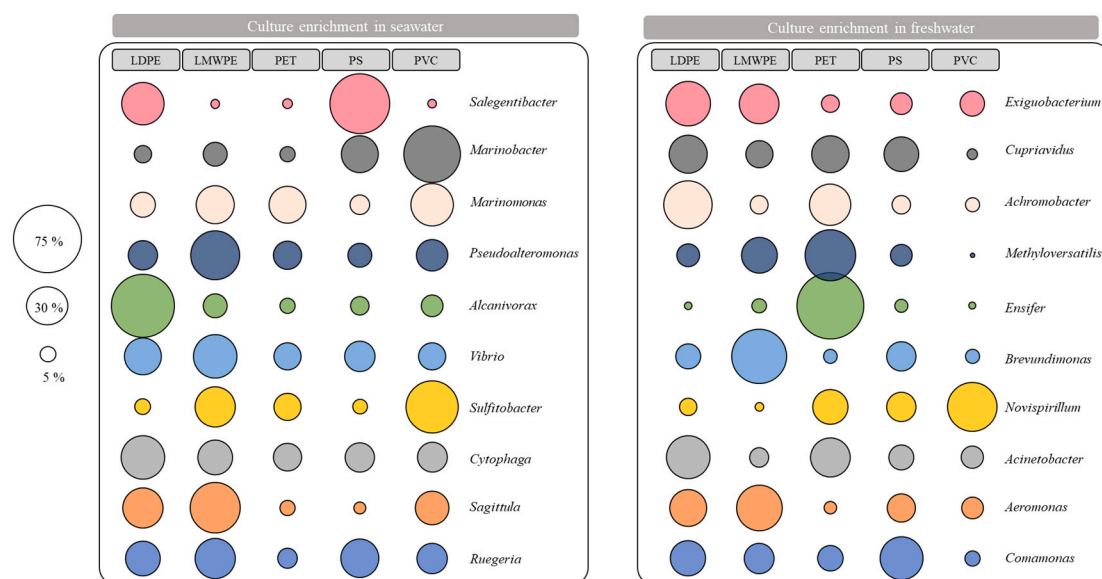 Culture enrichment in seawater
LDPE LMWPE PET PS PVC
Salegentibacter
Marinobacter
Marinomonas
Pseudoalteromonas
Alcanivorax
Vibrio
Sulfitobacter
Cytophaga
Sagittula
Ruegeria
75 %
30 %
5 %
Culture enrichment in freshwater
LDPE LMWPE PET PS PVC
Exiguobacterium
Cupriavidus
Achromobacter
Methyloversatilis
Ensifer
Brevundimonas
Novispirillum
Acinetobacter
Aeromonas
Comamonas